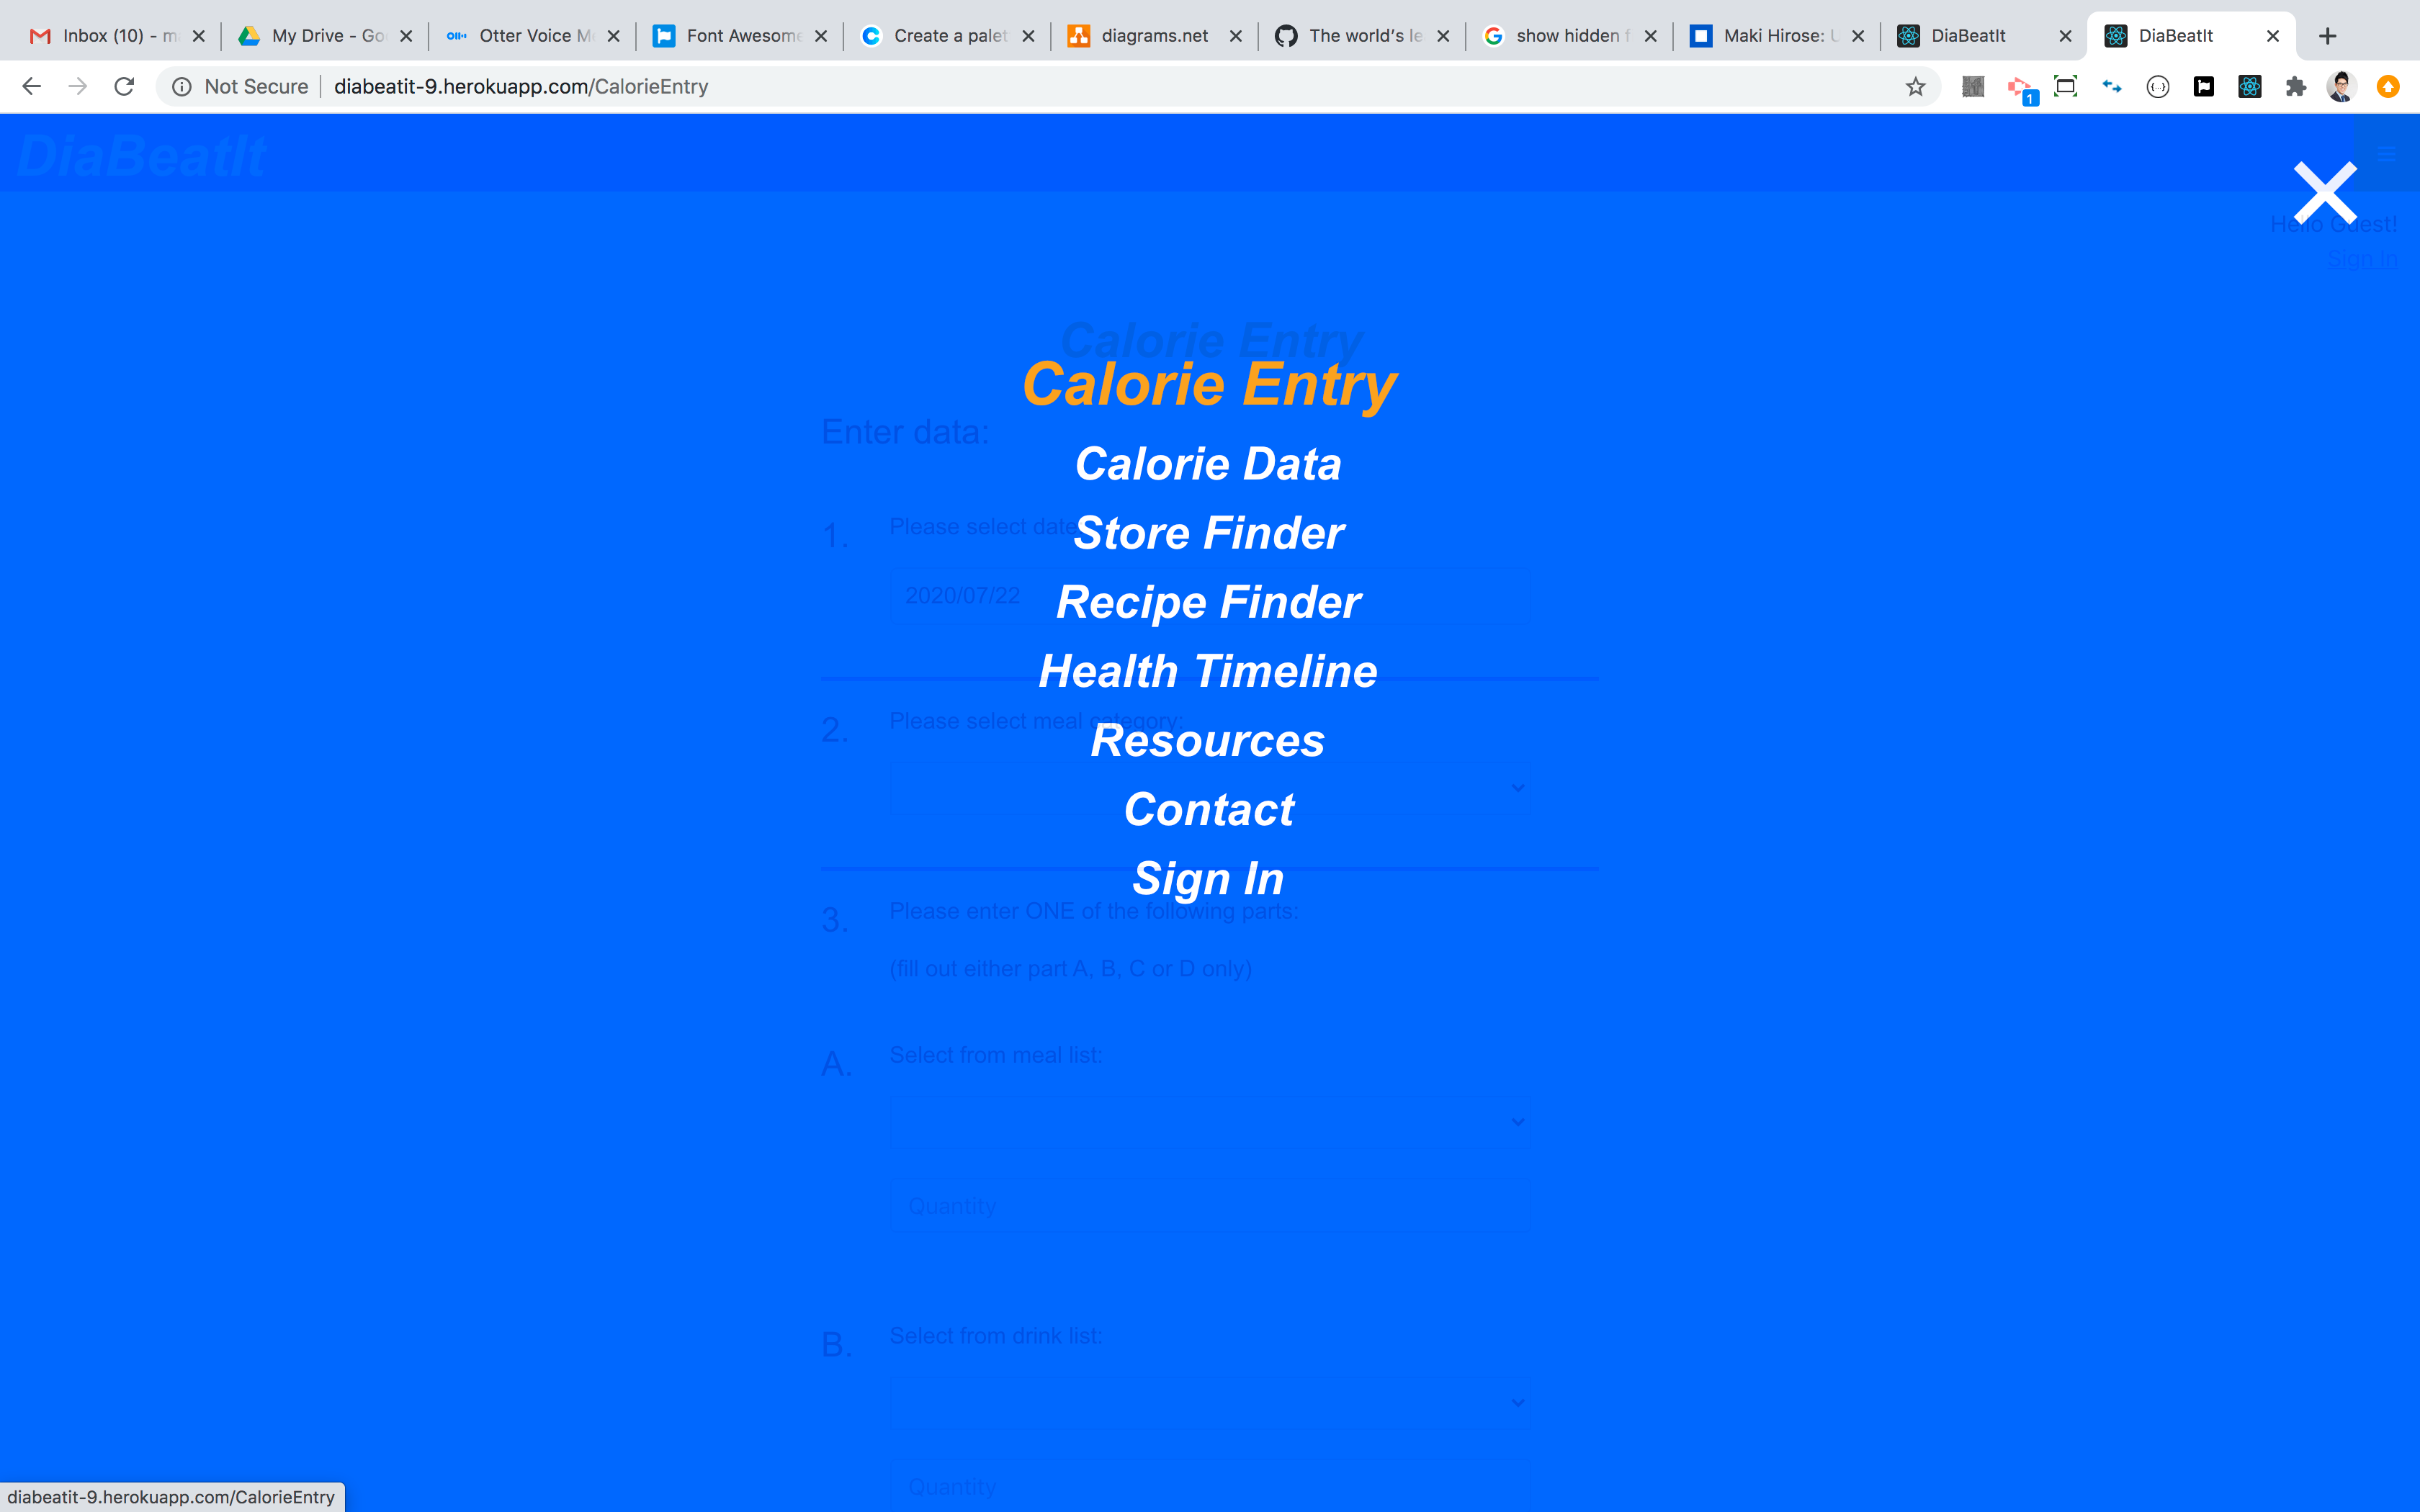 Inbox (10) - m
My Drive - Go
Otter Voice M
Font Awesome
Create a palet
diagrams.net
The world's le
show hidden f
Maki Hirose: U
DiaBeatIt
DiaBeatIt
Not Secure
diabeatit-9.herokuapp.com/CalorieEntry
1
DiaBeatIt
Hello Guest!
Sign In
Calorie Entry
Calorie Entry
Enter data:
Calorie Data
1. Please select date
Store Finder
2020/07/22
Recipe Finder
Health Timeline
2. Please select meal category:
Resources
Contact
Sign In
3. Please enter ONE of the following parts:
(fill out either part A, B, C or D only)
A. Select from meal list:
Quantity
B. Select from drink list:
Quantity
diabeatit-9.herokuapp.com/CalorieEntry